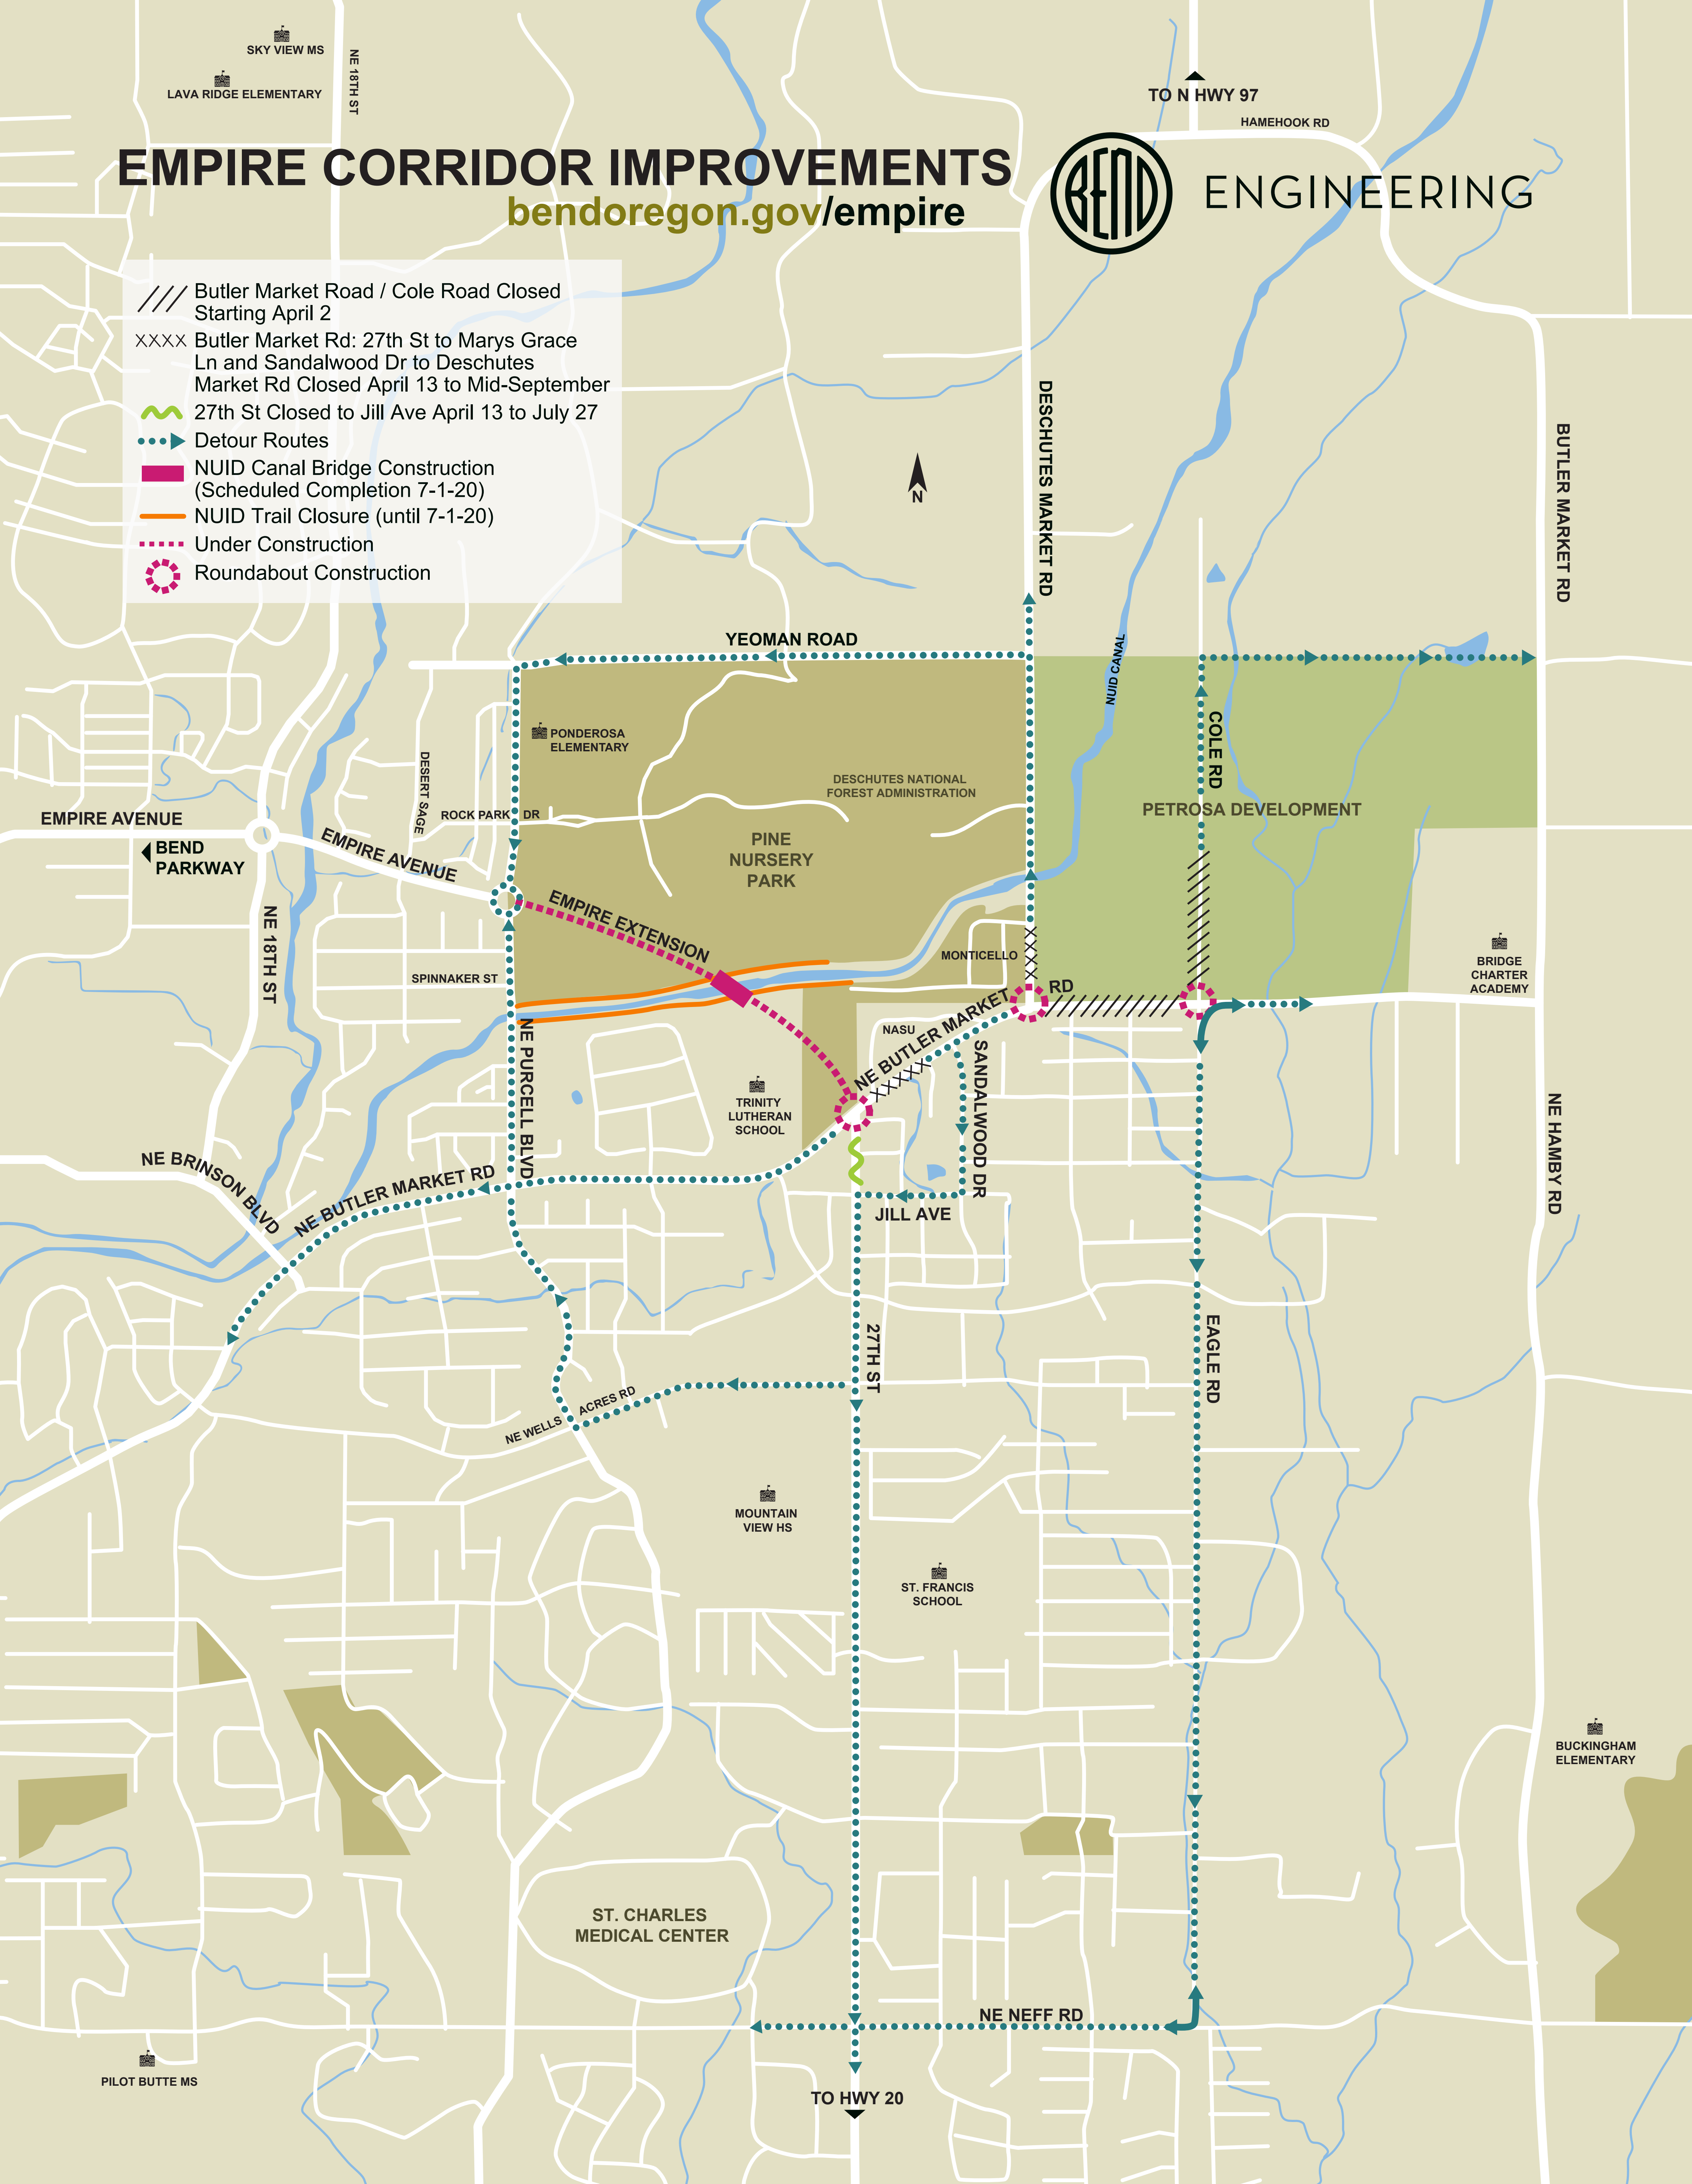 SKY VIEW MS
LAVA RIDGE ELEMENTARY
NE 18TH ST
TO N HWY 97
HAMEHOOK RD
EMPIRE CORRIDOR IMPROVEMENTS
bendoregon.gov/empire
BEND
ENGINEERING
Butler Market Road / Cole Road Closed
Starting April 2
XXXX Butler Market Rd: 27th St to Marys Grace
Ln and Sandalwood Dr to Deschutes
Market Rd Closed April 13 to Mid-September
27th St Closed to Jill Ave April 13 to July 27
Detour Routes
NUID Canal Bridge Construction
(Scheduled Completion 7-1-20)
NUID Trail Closure (until 7-1-20)
Under Construction
Roundabout Construction
N
DESCHUTES MARKET RD
BUTLER MARKET RD
YEOMAN ROAD
NUID CANAL
PONDEROSA
ELEMENTARY
DESERT SAGE
ROCK PARK DR
DESCHUTES NATIONAL
FOREST ADMINISTRATION
COLE RD
PETROSA DEVELOPMENT
EMPIRE AVENUE
BEND
PARKWAY
EMPIRE AVENUE
PINE
NURSERY
PARK
NE 18TH ST
EMPIRE EXTENSION
MONTICELLO
SPINNAKER ST
BRIDGE
CHARTER
ACADEMY
NE BUTLER MARKET RD
NASU
NE PURCELL BLVD
SANDALWOOD DR
TRINITY
LUTHERAN
SCHOOL
NE HAMBY RD
NE BRINSON BLVD
NE BUTLER MARKET RD
JILL AVE
27TH ST
EAGLE RD
NE WELLS ACRES RD
MOUNTAIN
VIEW HS
ST. FRANCIS
SCHOOL
BUCKINGHAM
ELEMENTARY
ST. CHARLES
MEDICAL CENTER
NE NEFF RD
PILOT BUTTE MS
TO HWY 20